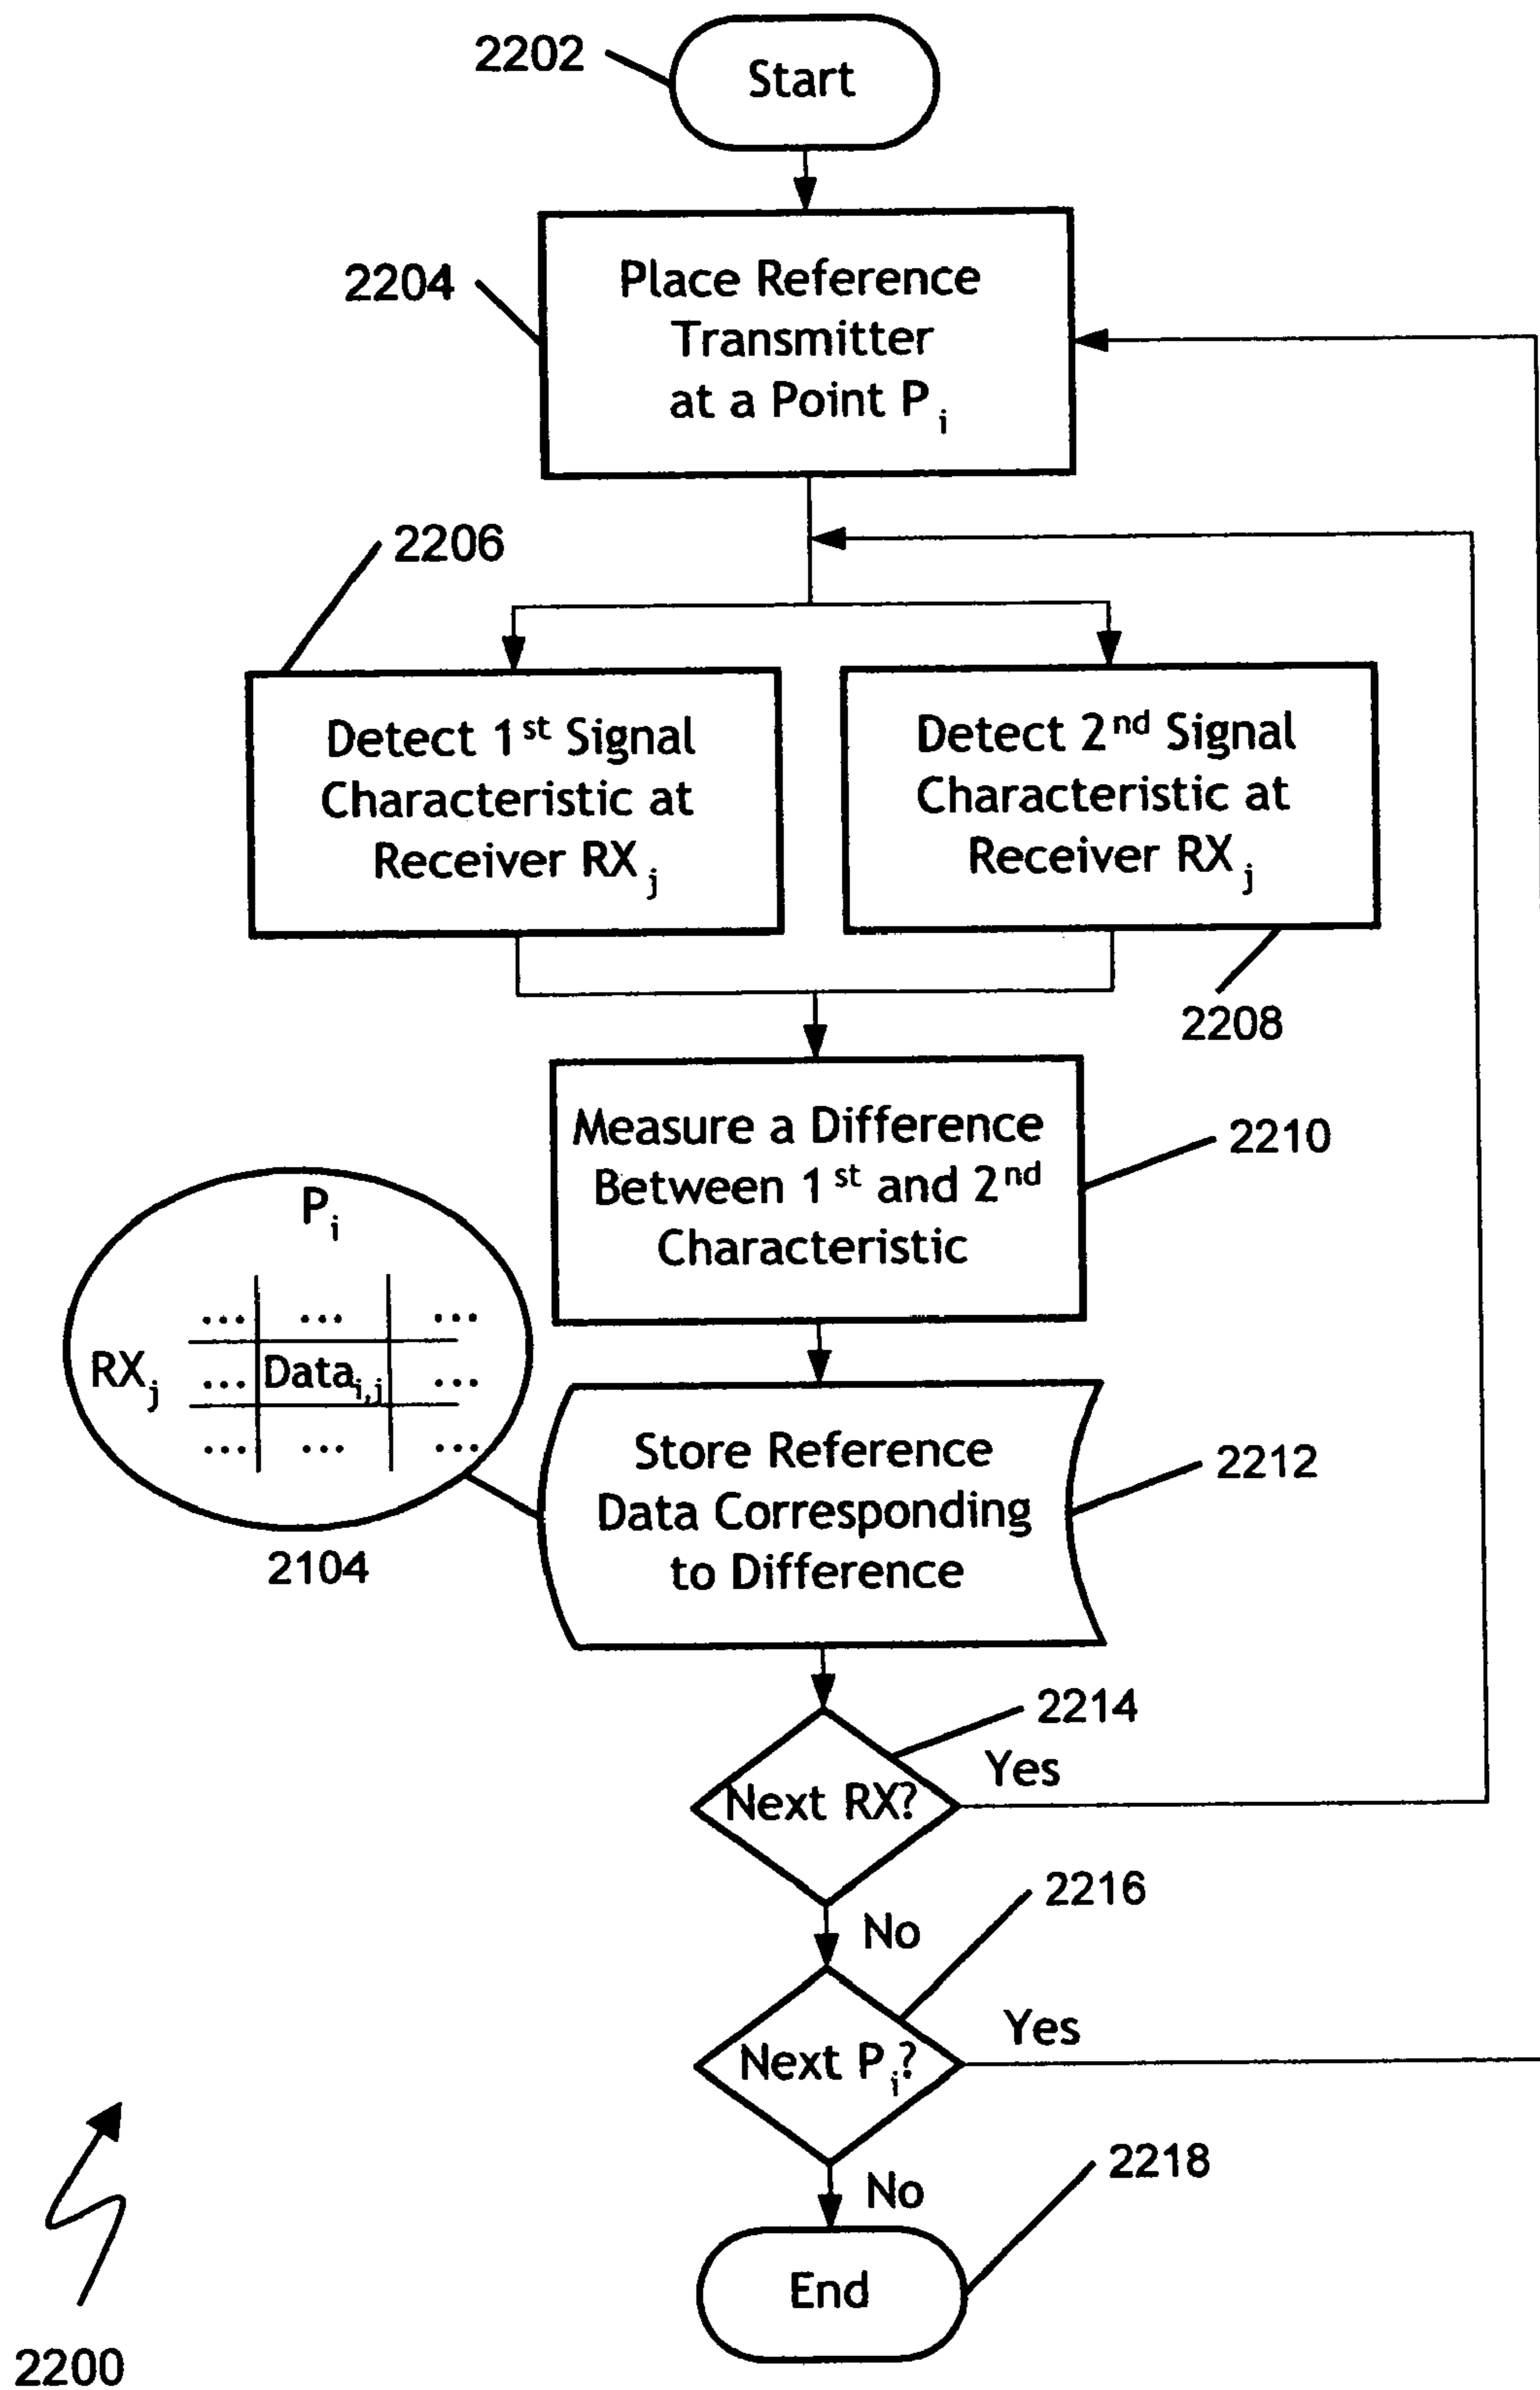 2202
Start
2204
Place Reference
Transmitter
at a Point P i
2206
Detect 1st Signal
Characteristic at
Receiver RX j
Detect 2nd Signal
Characteristic at
Receiver RX j
2208
Measure a Difference
Between 1st and 2nd
Characteristic
2210
P i
... ... ...
RX j ... Data i,j ...
... ... ...
2104
Store Reference
Data Corresponding
to Difference
2212
2214
Next RX?
Yes
No
2216
Next P i?
Yes
No
2218
End
2200